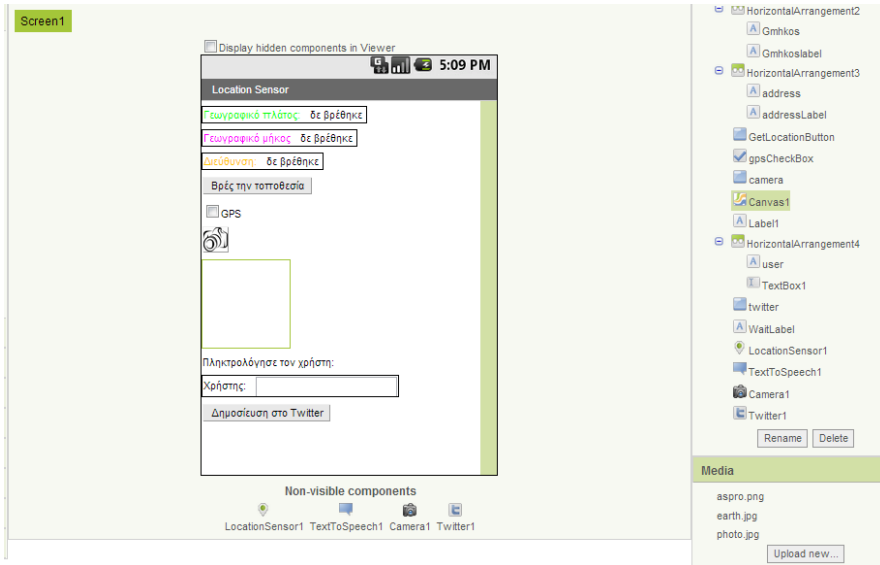 Screen1
Display hidden components in Viewer
5:09 PM
Location Sensor
Γεωγραφικό πλάτος: δε βρέθηκε
Γεωγραφικό μήκος: δε βρέθηκε
Διεύθυνση: δε βρέθηκε
Βρές την τοποθεσία
GPS
Πληκτρολόγησε τον χρήστη:
Χρήστης:
Δημοσίευση στο Twitter
Non-visible components
LocationSensor1 TextToSpeech1 Camera1 Twitter1
HorizontalArrangement2
Gmhkos
Gmhkoslabel
HorizontalArrangement3
address
addressLabel
GetLocationButton
gpsCheckBox
camera
Canvas1
Label1
HorizontalArrangement4
user
TextBox1
twitter
WaitLabel
LocationSensor1
TextToSpeech1
Camera1
Twitter1
Rename Delete
Media
aspro.png
earth.jpg
photo.jpg
Upload new...